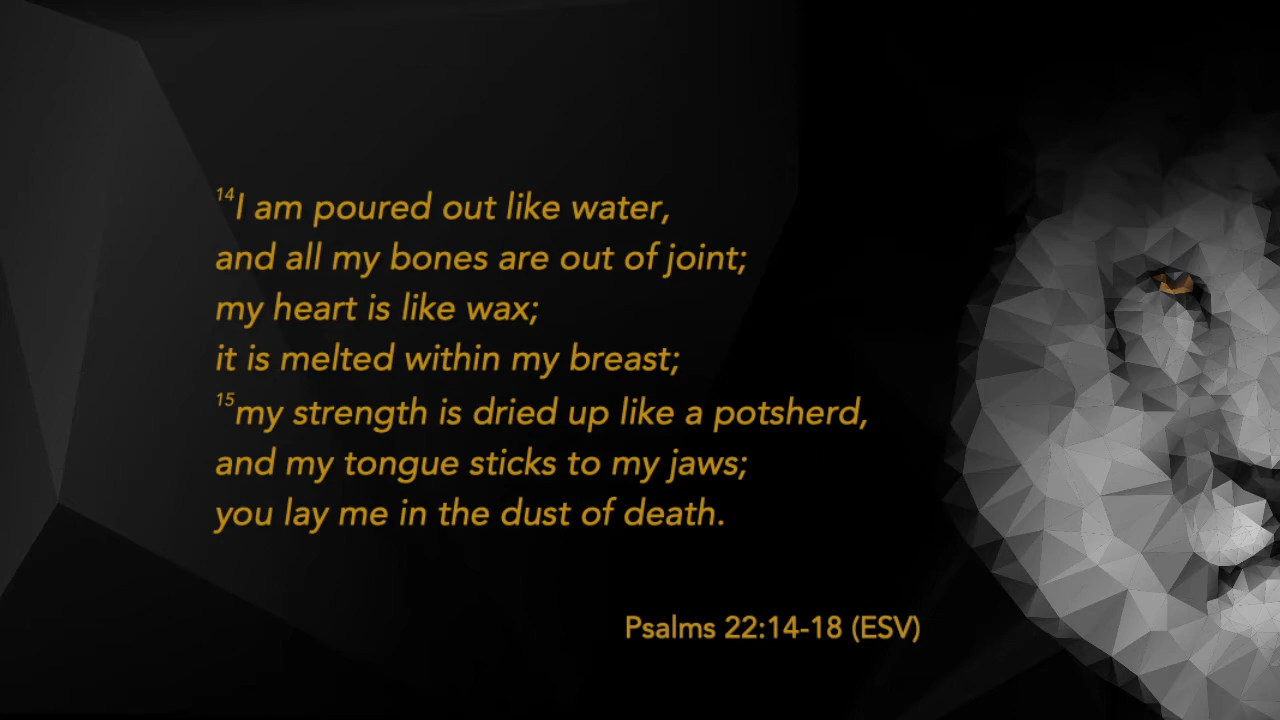 14I am poured out like water,
and all my bones are out of joint;
my heart is like wax;
it is melted within my breast;
15my strength is dried up like a potsherd,
and my tongue sticks to my jaws;
you lay me in the dust of death.
Psalms 22:14-18 (ESV)